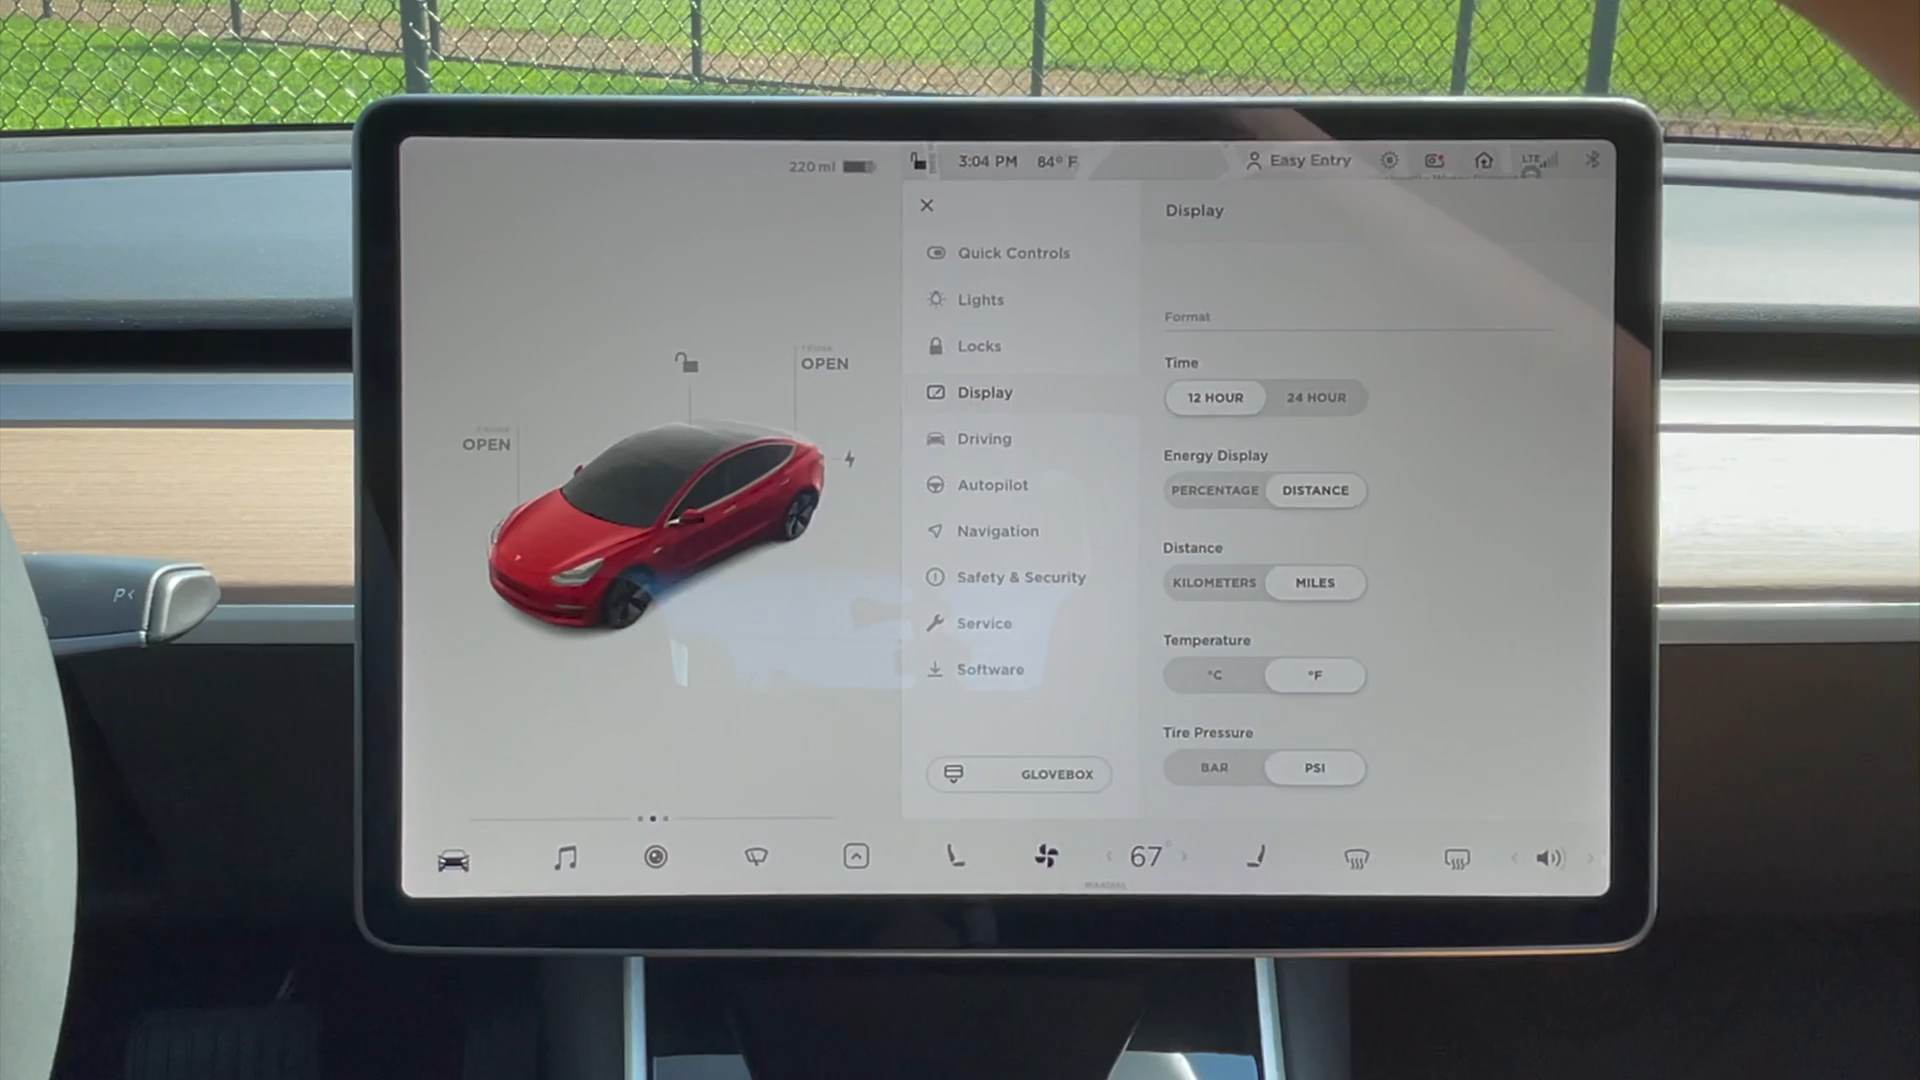 220 mi
3:04 PM 84° F
Easy Entry
LTE
Display
Quick Controls
Lights
Locks
Display
Driving
Autopilot
Navigation
Safety & Security
Service
Software
GLOVEBOX
OPEN
OPEN
Format
Time
12 HOUR 24 HOUR
Energy Display
PERCENTAGE DISTANCE
Distance
KILOMETERS MILES
Temperature
°C °F
Tire Pressure
BAR PSI
67°
MANUAL
P